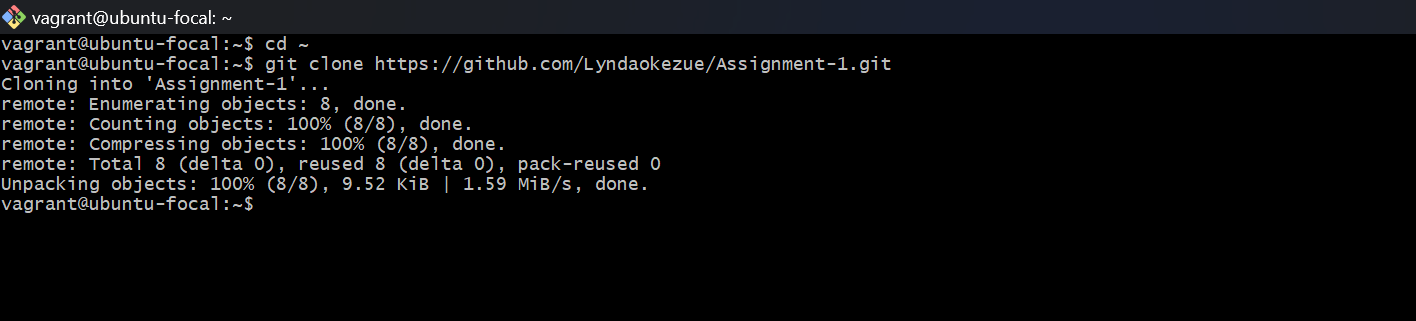 vagrant@ubuntu-focal: ~
vagrant@ubuntu-focal:~$ cd ~
vagrant@ubuntu-focal:~$ git clone https://github.com/Lyndaokezue/Assignment-1.git
Cloning into 'Assignment-1'...
remote: Enumerating objects: 8, done.
remote: Counting objects: 100% (8/8), done.
remote: Compressing objects: 100% (8/8), done.
remote: Total 8 (delta 0), reused 8 (delta 0), pack-reused 0
Unpacking objects: 100% (8/8), 9.52 KiB | 1.59 MiB/s, done.
vagrant@ubuntu-focal:~$